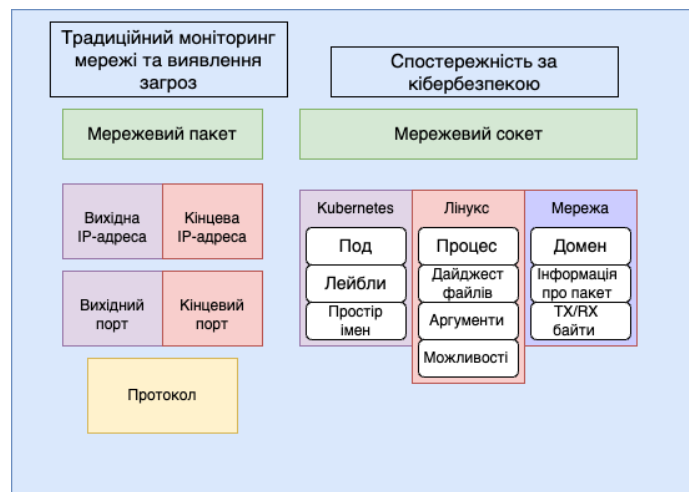 Традиційний моніторинг
мережі та виявлення
загроз
Мережевий пакет
Вихідна
IP-адреса
Кінцева
IP-адреса
Вихідний
порт
Кінцевий
порт
Протокол
Спостережність за
кібербезпекою
Мережевий сокет
Kubernetes
Под
Лейбли
Простір
імен
Лінукс
Процес
Дайджест
файлів
Аргументи
Можливості
Мережа
Домен
Інформація
про пакет
TX/RX
байти